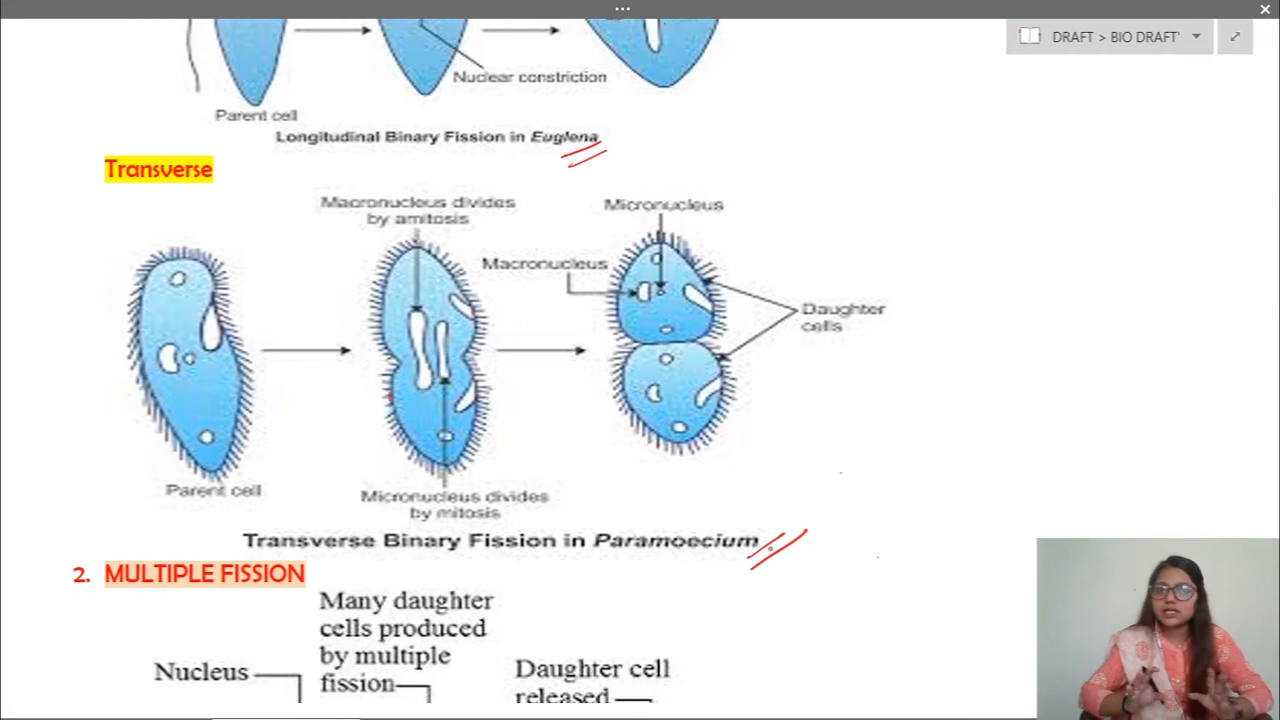 DRAFT > BIO DRAFT'
Nuclear constriction
Parent cell
Longitudinal Binary Fission in Euglena
Transverse
Macronucleus divides
by amitosis
Micronucleus
Macronucleus
Daughter
cells
Parent cell
Micronucleus divides
by mitosis
Transverse Binary Fission in Paramoecium
2. MULTIPLE FISSION
Many daughter
cells produced
by multiple
fission
Nucleus
Daughter cell
released